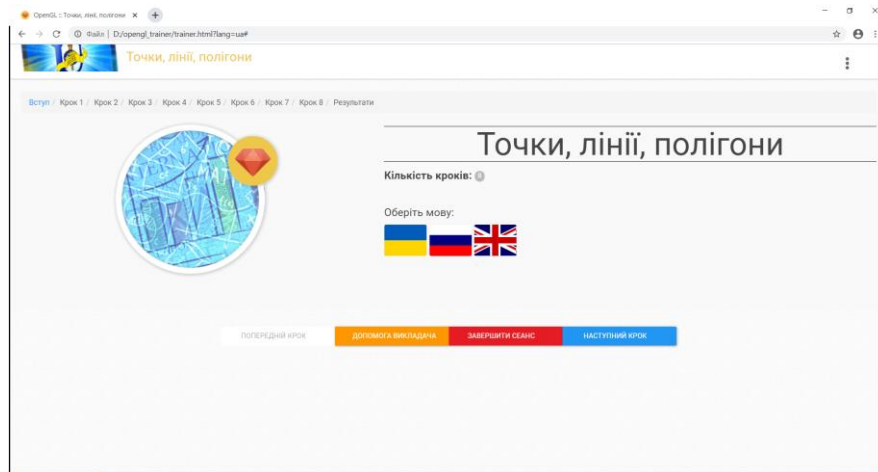 OpenGL : Точки, лінії, полігони
Файл | D:/opengl_trainer/trainer.html?lang=ua#
Точки, лінії, полігони
Вступ / Крок 1 / Крок 2 / Крок 3 / Крок 4 / Крок 5 / Крок 6 / Крок 7 / Крок 8 / Результати
Точки, лінії, полігони
Кількість кроків: 8
Оберіть мову:
ПОПЕРЕДНІЙ КРОК ДОПОМОГА ВИКЛАДАЧА ЗАВЕРШИТИ СЕАНС НАСТУПНИЙ КРОК